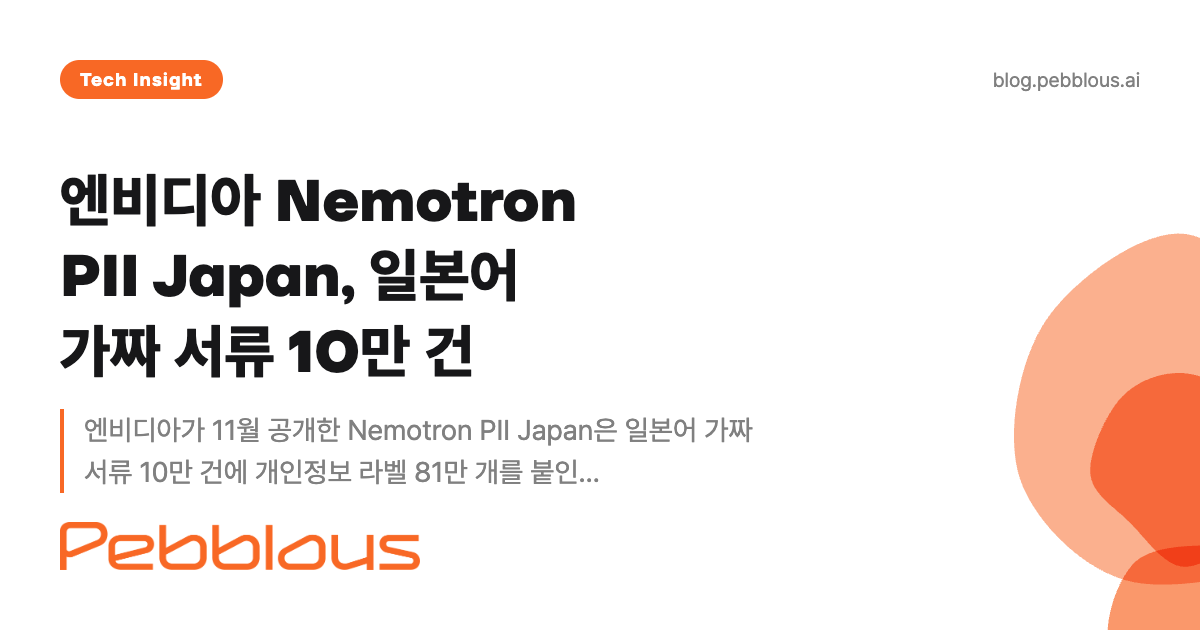 Tech Insight
blog.pebblous.ai
엔비디아 Nemotron
PII Japan, 일본어
가짜 서류 10만 건
엔비디아가 11월 공개한 Nemotron PII Japan은 일본어 가짜
서류 10만 건에 개인정보 라벨 81만 개를 붙인...
Pebblous